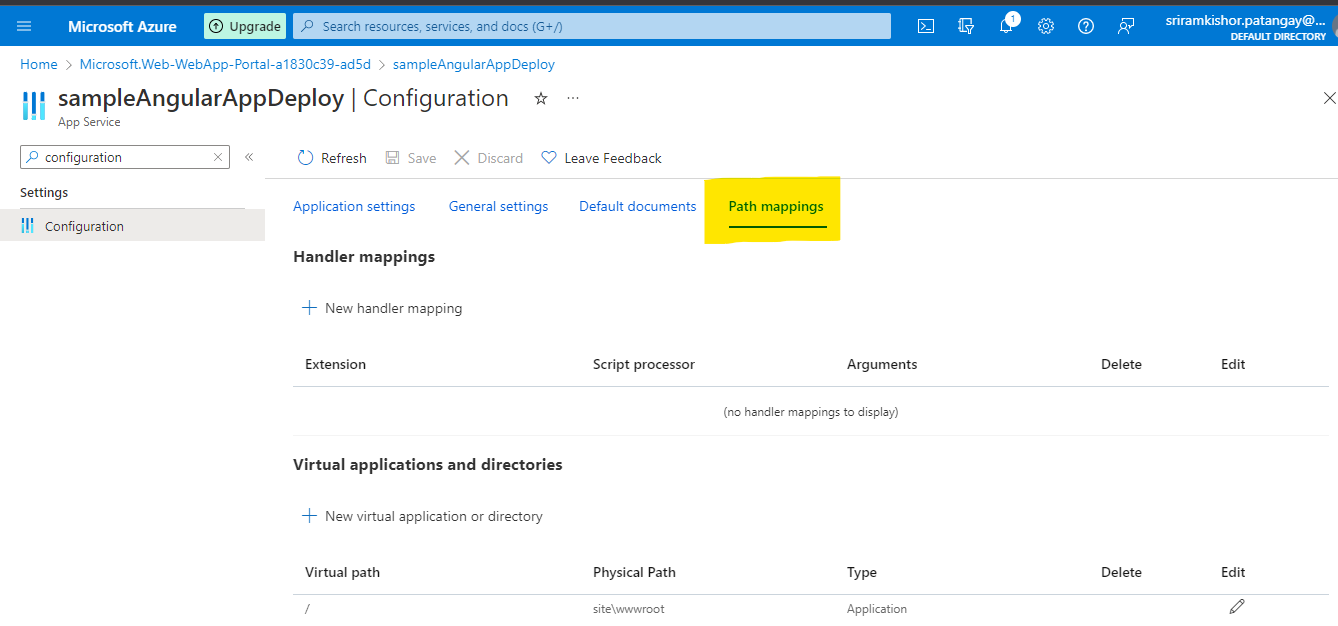 Microsoft Azure
Upgrade
Search resources, services, and docs (G+/)
1
sriramkishor.patangay@...
DEFAULT DIRECTORY
Home > Microsoft.Web-WebApp-Portal-a1830c39-ad5d > sampleAngularAppDeploy
sampleAngularAppDeploy | Configuration
App Service
configuration
Refresh Save Discard Leave Feedback
Settings
Configuration
Application settings General settings Default documents Path mappings
Handler mappings
New handler mapping
Extension Script processor Arguments Delete Edit
(no handler mappings to display)
Virtual applications and directories
New virtual application or directory
Virtual path Physical Path Type Delete Edit
/ site\wwwroot Application